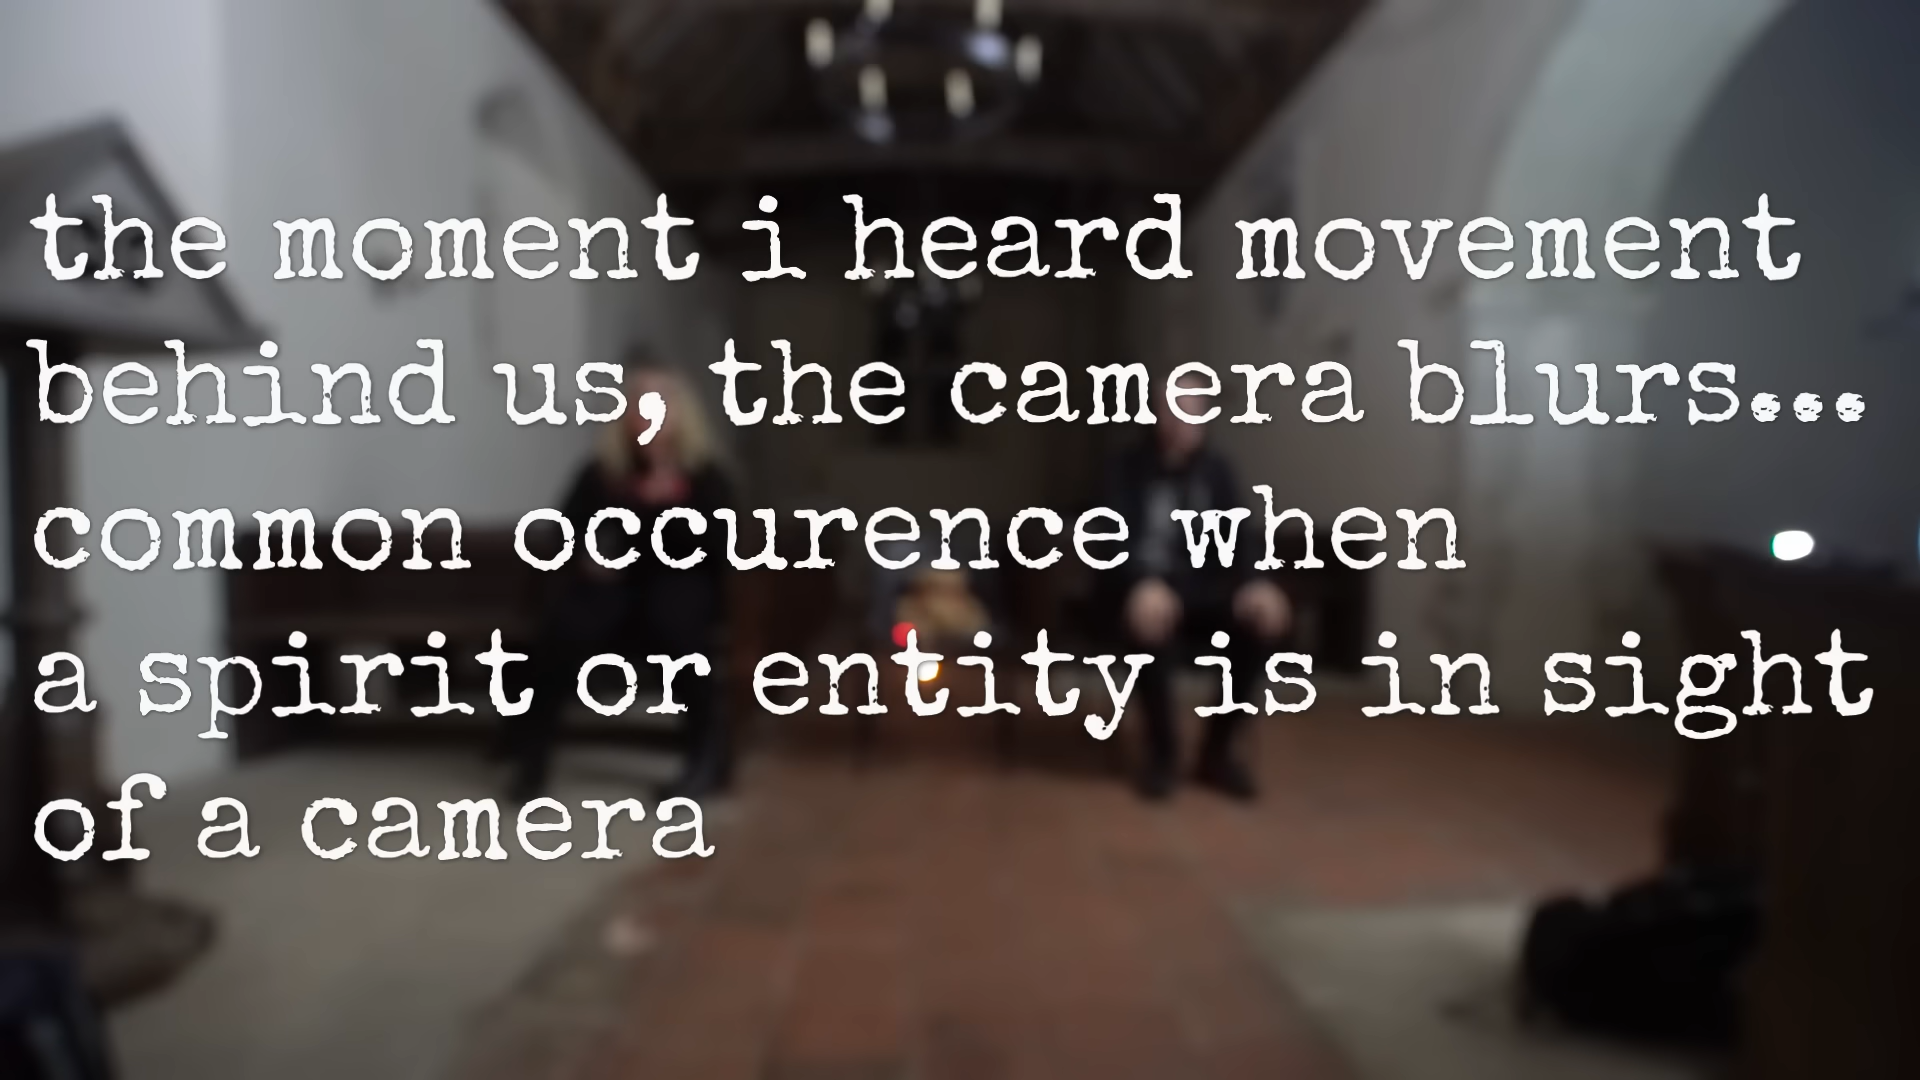 the moment i heard movement
behind us, the camera blurs...
common occurence when
a spirit or entity is in sight
of a camera